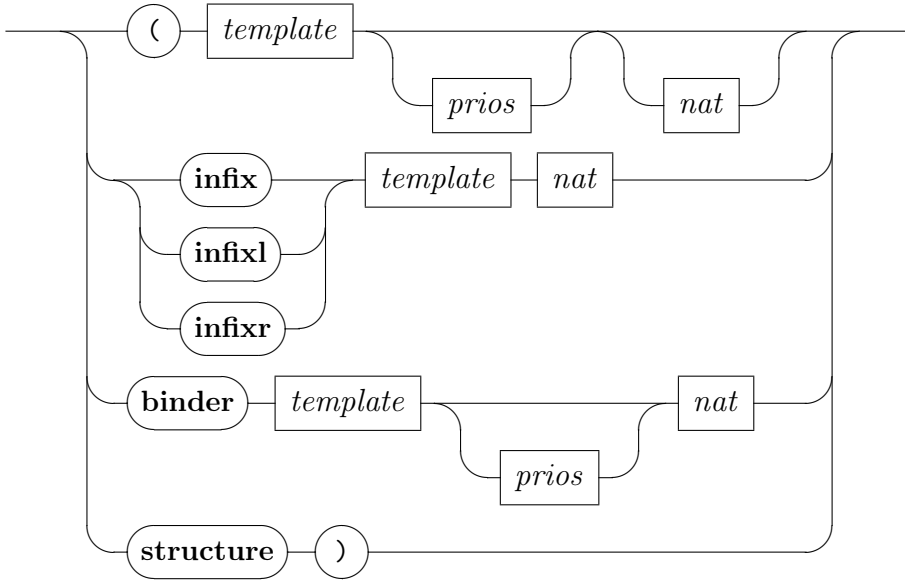 ( template
prios nat
infix template nat
infixl
infixr
binder template nat
prios
structure )